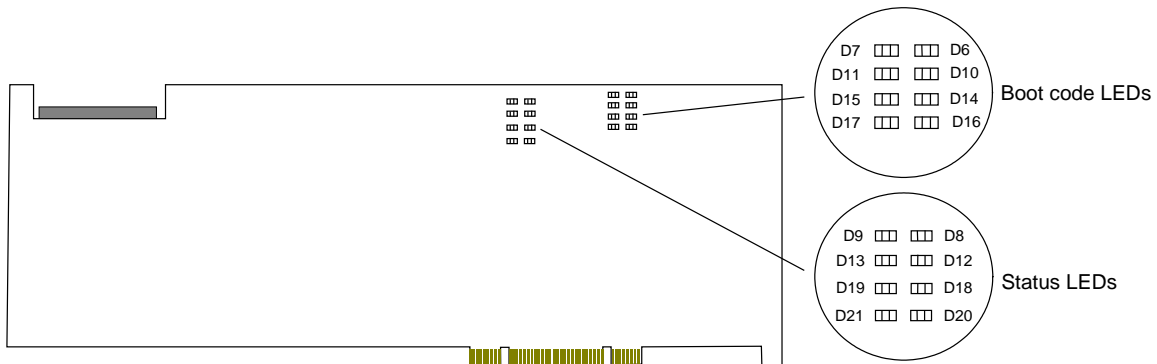 D7 D6
D11 D10
D15 D14
D17 D16
Boot code LEDs
D9 D8
D13 D12
D19 D18
D21 D20
Status LEDs